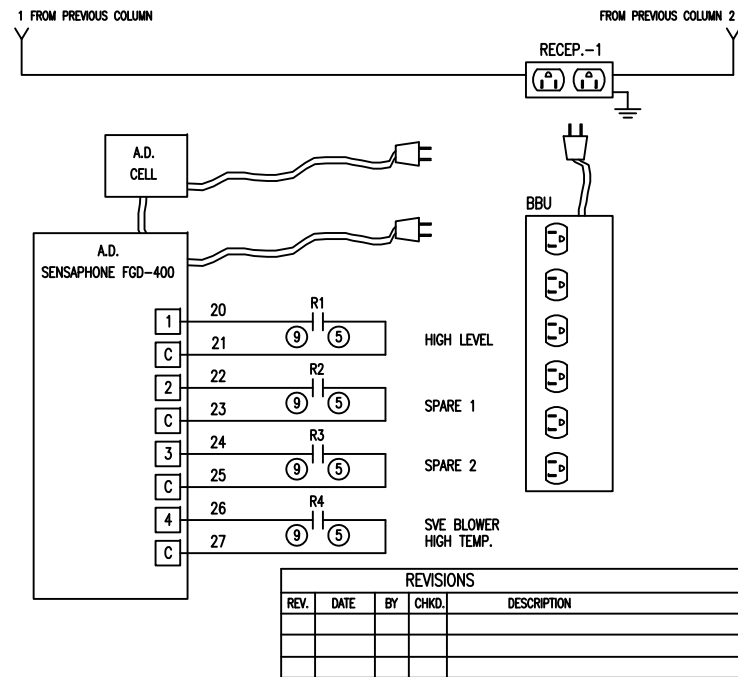 1 FROM PREVIOUS COLUMN
FROM PREVIOUS COLUMN 2
RECEP.-1
A.D.
CELL
BBU
A.D.
SENSAPHONE FGD-400
1
20
R1
9
5
HIGH LEVEL
C
21
2
22
R2
9
5
SPARE 1
C
23
3
24
R3
9
5
SPARE 2
C
25
4
26
R4
9
5
SVE BLOWER
HIGH TEMP.
C
27
REVISIONS
REV. DATE BY CHKD. DESCRIPTION